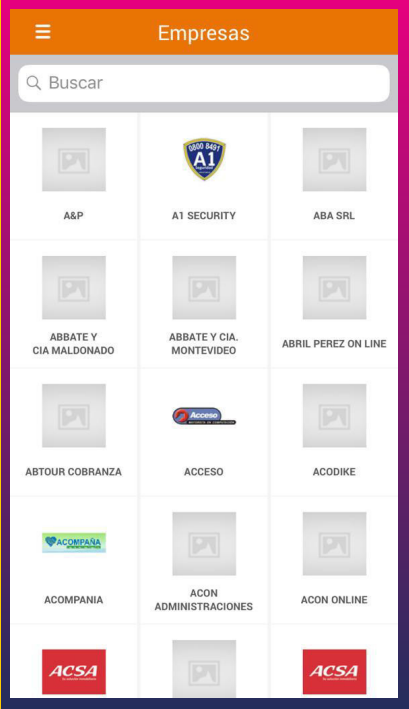 Empresas
Buscar
0800 8491
A1
A&P
A1 SECURITY
ABA SRL
ABBATE Y
CIA MALDONADO
ABBATE Y CIA.
MONTEVIDEO
ABRIL PEREZ ON LINE
Acceso
ABTOUR COBRANZA
ACCESO
ACODIKE
ACOMPAÑA
ACOMPANIA
ACON
ADMINISTRACIONES
ACON ONLINE
ACSA
ACSA